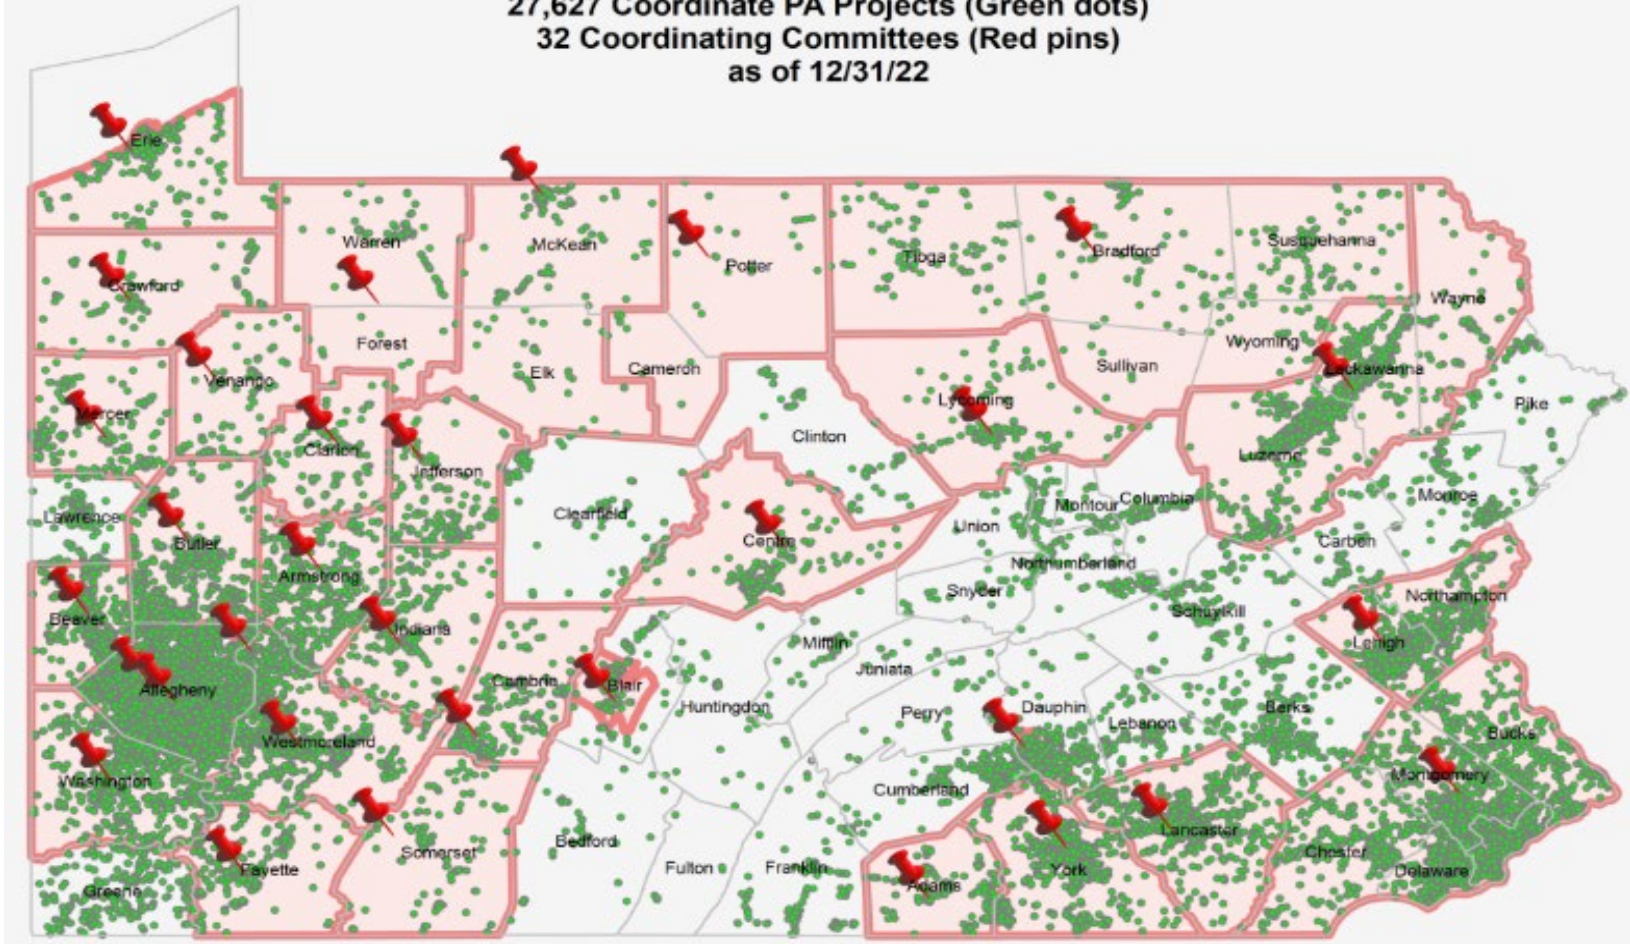 27,627 Coordinate PA Projects (Green dots)
32 Coordinating Committees (Red pins)
as of 12/31/22
Erie
Warren
McKean
Potter
Tioga
Bradford
Susquehanna
Crawford
Wayne
Forest
Elk
Cameron
Sullivan
Wyoming
Lackawanna
Venango
Mercer
Clarion
Jefferson
Lycoming
Clinton
Luzerne
Pike
Lawrence
Butler
Clearfield
Centre
Union
Montour
Columbia
Monroe
Carbon
Armstrong
Northumberland
Snyder
Schuylkill
Northampton
Beaver
Indiana
Mifflin
Juniata
Lehigh
Allegheny
Cambria
Blair
Huntingdon
Perry
Dauphin
Lebanon
Berks
Bucks
Westmoreland
Washington
Cumberland
Montgomery
Lancaster
Somerset
Bedford
Fayette
Greene
Fulton
Franklin
Adams
York
Chester
Delaware